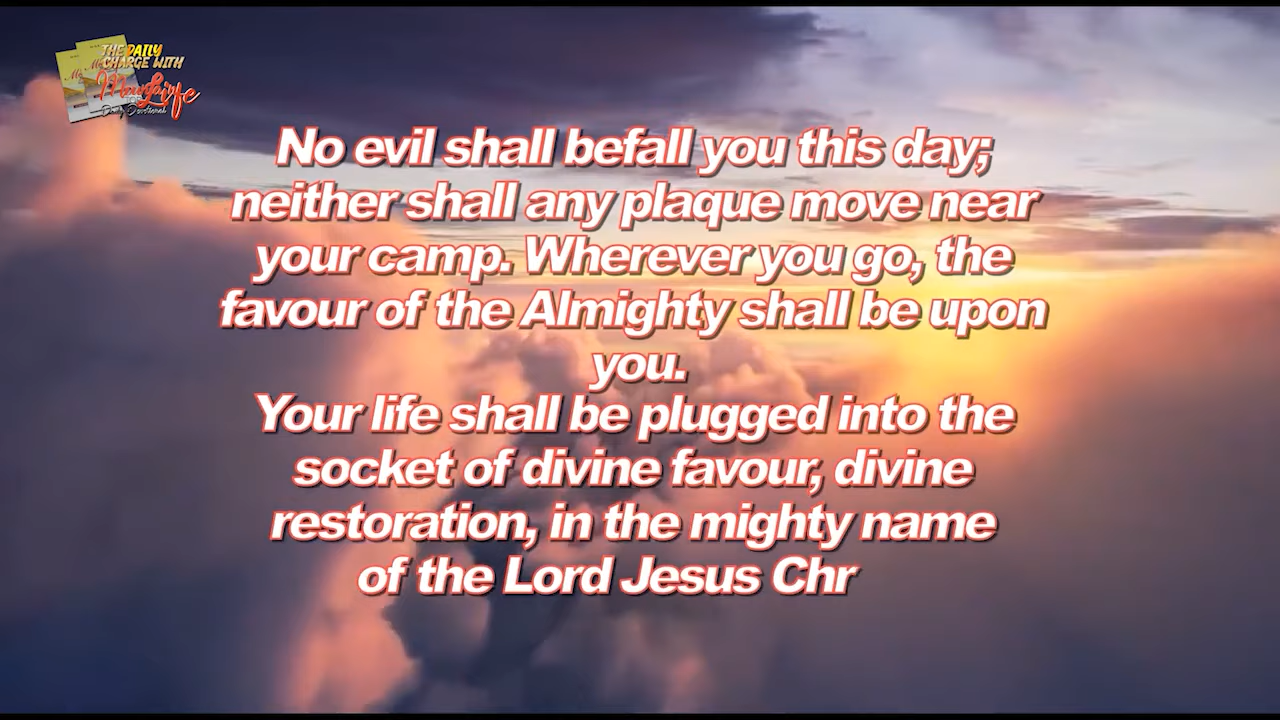 THE DAILY
CHARGE WITH
No evil shall befall you this day;
neither shall any plaque move near
your camp. Wherever you go, the
favour of the Almighty shall be upon
you.
Your life shall be plugged into the
socket of divine favour, divine
restoration, in the mighty name
of the Lord Jesus Chr